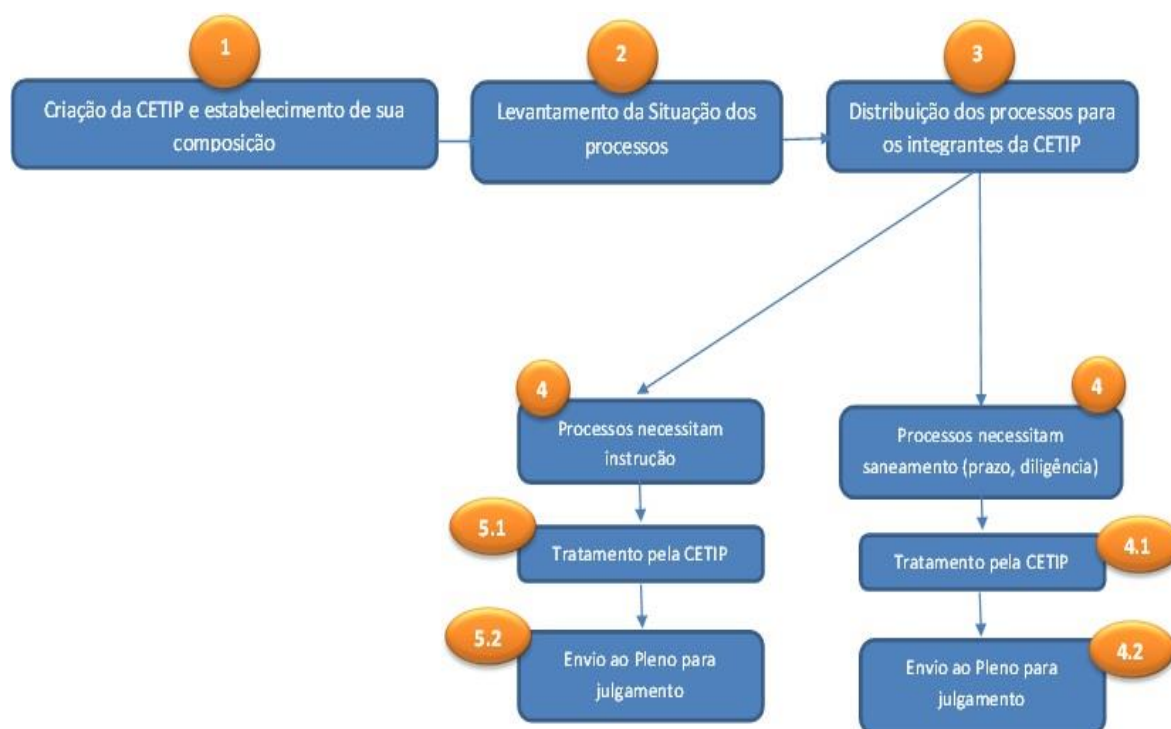 1
Criação da CETIP e estabelecimento de sua
composição
2
Levantamento da Situação dos
processos
3
Distribuição dos processos para
os integrantes da CETIP
4
Processos necessitam
instrução
5.1
Tratamento pela CETIP
5.2
Envio ao Pleno para
julgamento
4
Processos necessitam
saneamento (prazo, diligência)
4.1
Tratamento pela CETIP
4.2
Envio ao Pleno para
julgamento